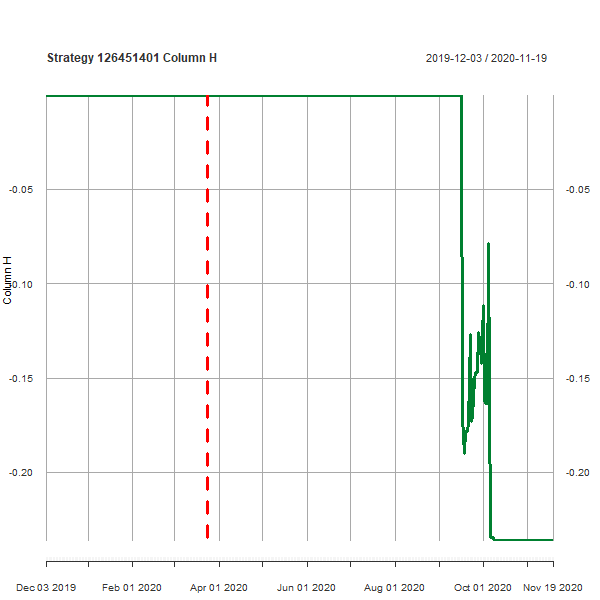 Strategy 126451401 Column H
2019-12-03 / 2020-11-19
-0.05
-0.05
Column H
-0.10
-0.10
-0.15
-0.15
-0.20
-0.20
Dec 03 2019
Feb 01 2020
Apr 01 2020
Jun 01 2020
Aug 01 2020
Oct 01 2020
Nov 19 2020